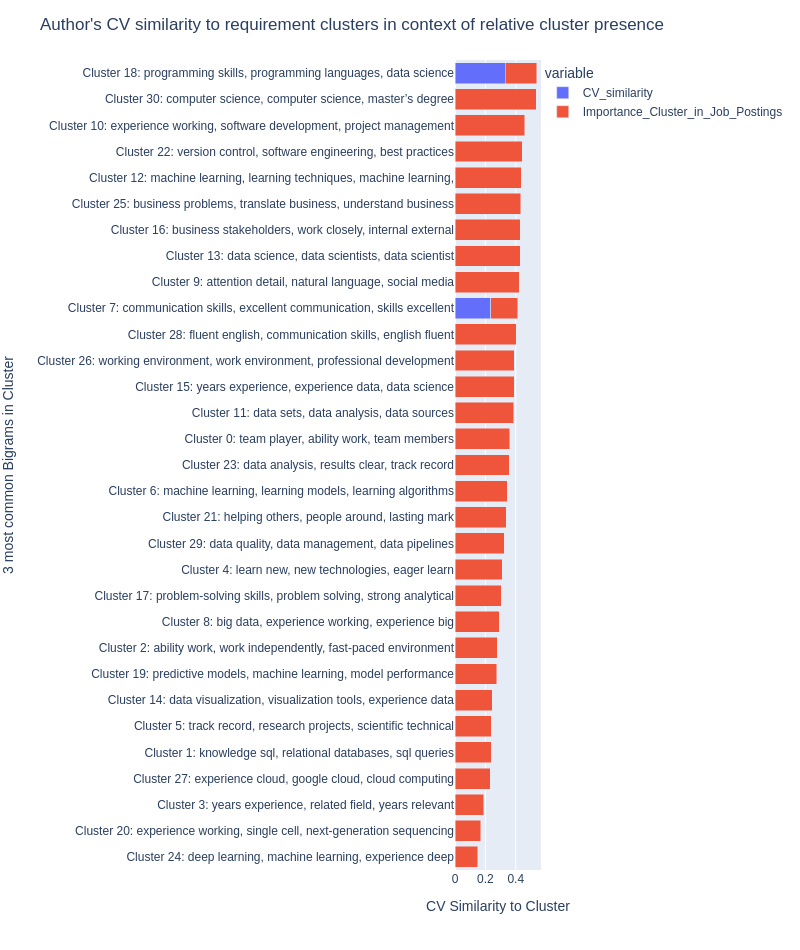 Author's CV similarity to requirement clusters in context of relative cluster presence
variable
CV_similarity
Importance_Cluster_in_Job_Postings
3 most common Bigrams in Cluster
Cluster 18: programming skills, programming languages, data science
Cluster 30: computer science, computer science, master's degree
Cluster 10: experience working, software development, project management
Cluster 22: version control, software engineering, best practices
Cluster 12: machine learning, learning techniques, machine learning,
Cluster 25: business problems, translate business, understand business
Cluster 16: business stakeholders, work closely, internal external
Cluster 13: data science, data scientists, data scientist
Cluster 9: attention detail, natural language, social media
Cluster 7: communication skills, excellent communication, skills excellent
Cluster 28: fluent english, communication skills, english fluent
Cluster 26: working environment, work environment, professional development
Cluster 15: years experience, experience data, data science
Cluster 11: data sets, data analysis, data sources
Cluster 0: team player, ability work, team members
Cluster 23: data analysis, results clear, track record
Cluster 6: machine learning, learning models, learning algorithms
Cluster 21: helping others, people around, lasting mark
Cluster 29: data quality, data management, data pipelines
Cluster 4: learn new, new technologies, eager learn
Cluster 17: problem-solving skills, problem solving, strong analytical
Cluster 8: big data, experience working, experience big
Cluster 2: ability work, work independently, fast-paced environment
Cluster 19: predictive models, machine learning, model performance
Cluster 14: data visualization, visualization tools, experience data
Cluster 5: track record, research projects, scientific technical
Cluster 1: knowledge sql, relational databases, sql queries
Cluster 27: experience cloud, google cloud, cloud computing
Cluster 3: years experience, related field, years relevant
Cluster 20: experience working, single cell, next-generation sequencing
Cluster 24: deep learning, machine learning, experience deep
0 0.2 0.4
CV Similarity to Cluster